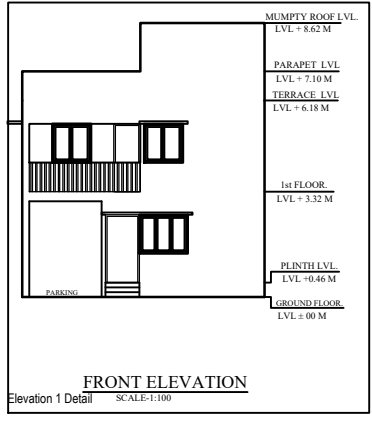 MUMPTY ROOF LVL.
LVL + 8.62 M
PARAPET LVL
LVL + 7.10 M
TERRACE LVL
LVL + 6.18 M
1st FLOOR.
LVL + 3.32 M
PLINTH LVL.
LVL +0.46 M
PARKING
GROUND FLOOR.
LVL ± 00 M
FRONT ELEVATION
Elevation 1 Detail
SCALE-1:100